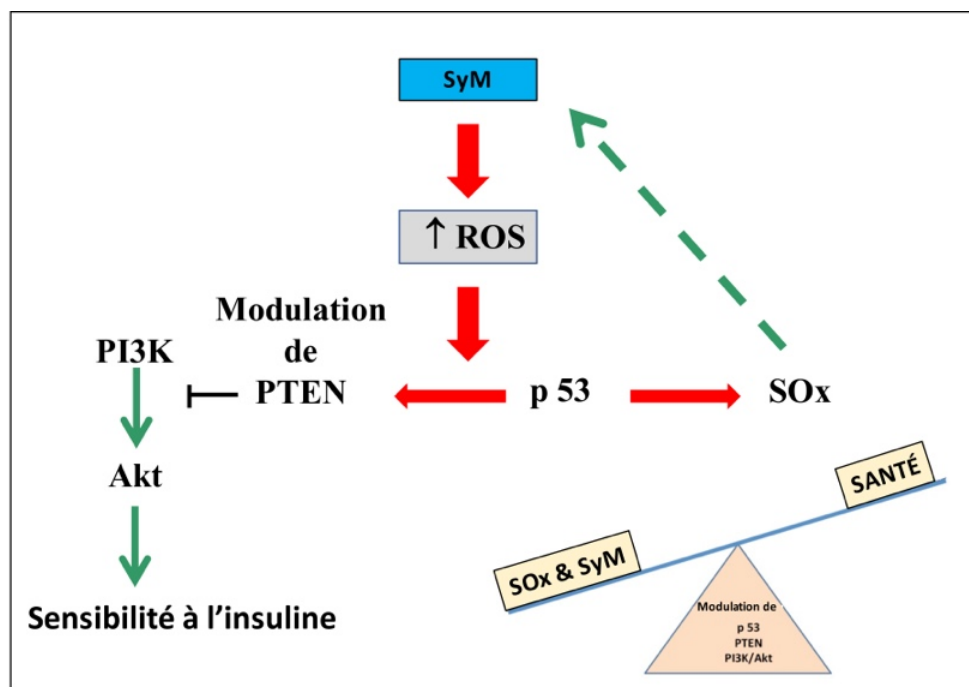 SyM
↑ ROS
Modulation
de
PI3K
PTEN
p 53
SOx
Akt
Sensibilité à l’insuline
SANTÉ
SOx & SyM
Modulation de
p 53
PTEN
PI3K/Akt